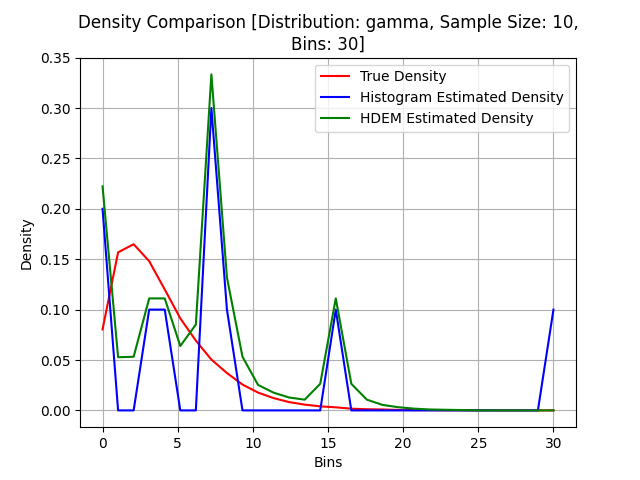 Density Comparison [Distribution: gamma, Sample Size: 10,
Bins: 30]
True Density
Histogram Estimated Density
HDEM Estimated Density
Density
0.35
0.30
0.25
0.20
0.15
0.10
0.05
0.00
0 5 10 15 20 25 30
Bins